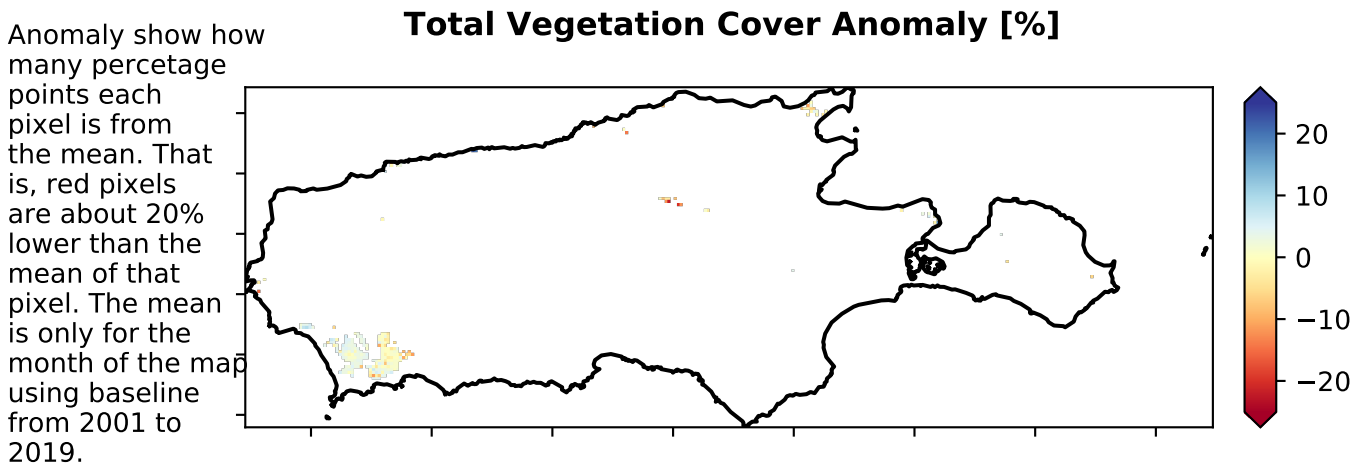 Total Vegetation Cover Anomaly [%]
Anomaly show how
many percetage
points each
pixel is from
the mean. That
is, red pixels
are about 20%
lower than the
mean of that
pixel. The mean
is only for the
month of the map
using baseline
from 2001 to
2019.
20
10
0
−10
−20